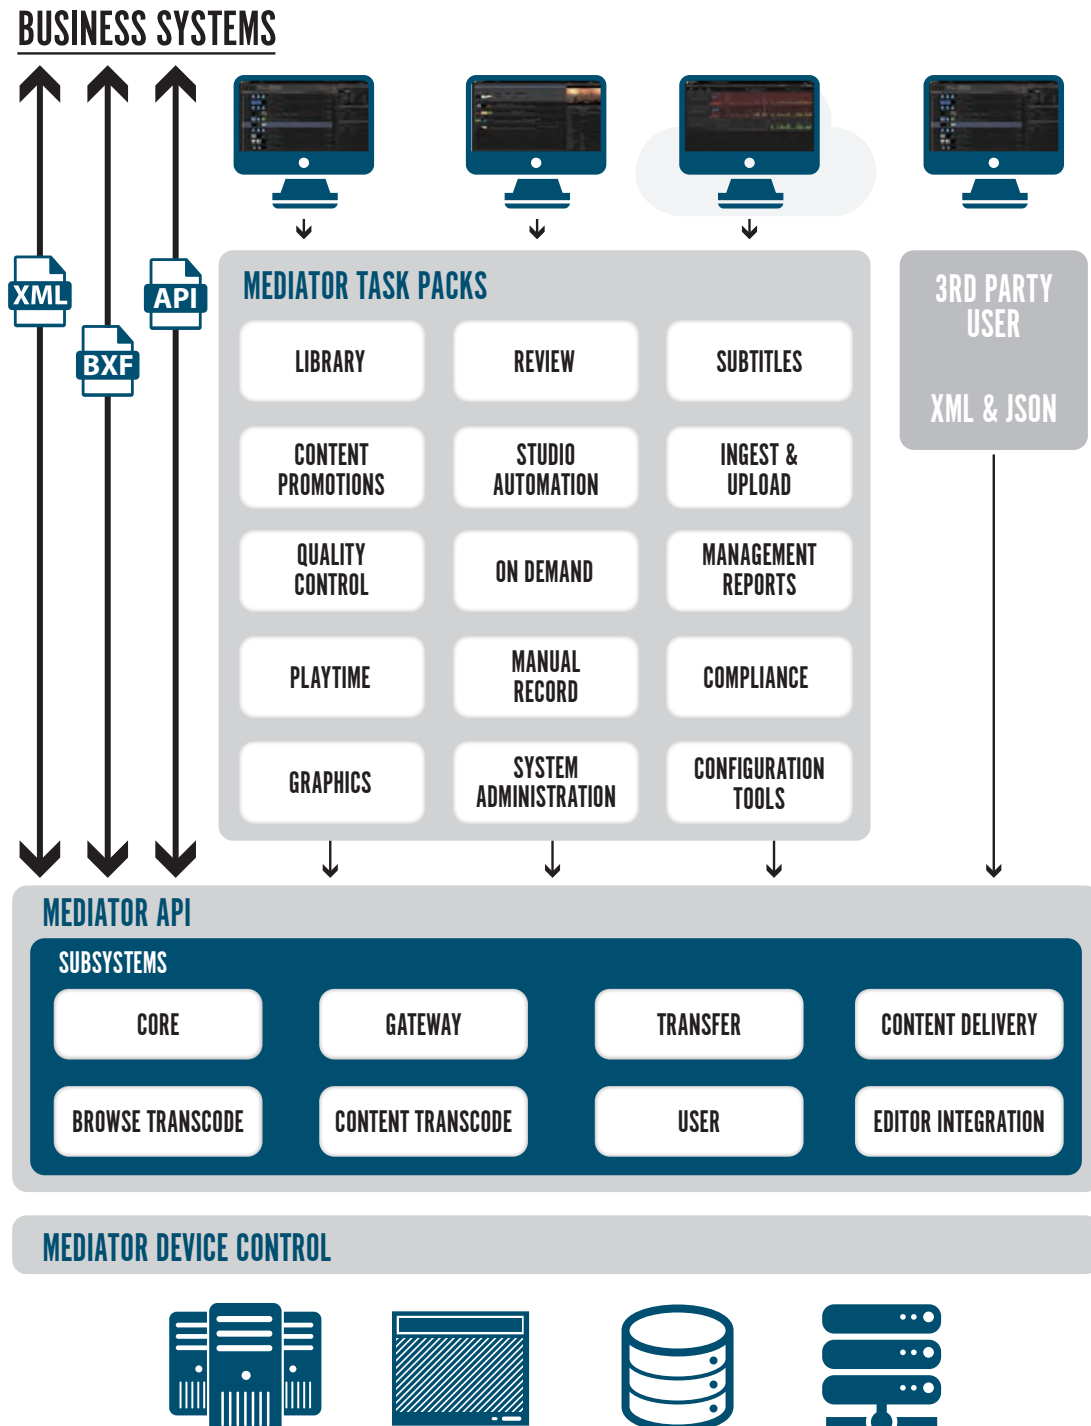 BUSINESS SYSTEMS
XML
BXF
API
MEDIATOR TASK PACKS
LIBRARY
REVIEW
SUBTITLES
CONTENT
PROMOTIONS
STUDIO
AUTOMATION
INGEST &
UPLOAD
QUALITY
CONTROL
ON DEMAND
MANAGEMENT
REPORTS
PLAYTIME
MANUAL
RECORD
COMPLIANCE
GRAPHICS
SYSTEM
ADMINISTRATION
CONFIGURATION
TOOLS
3RD PARTY
USER
XML & JSON
MEDIATOR API
SUBSYSTEMS
CORE
GATEWAY
TRANSFER
CONTENT DELIVERY
BROWSE TRANSCODE
CONTENT TRANSCODE
USER
EDITOR INTEGRATION
MEDIATOR DEVICE CONTROL